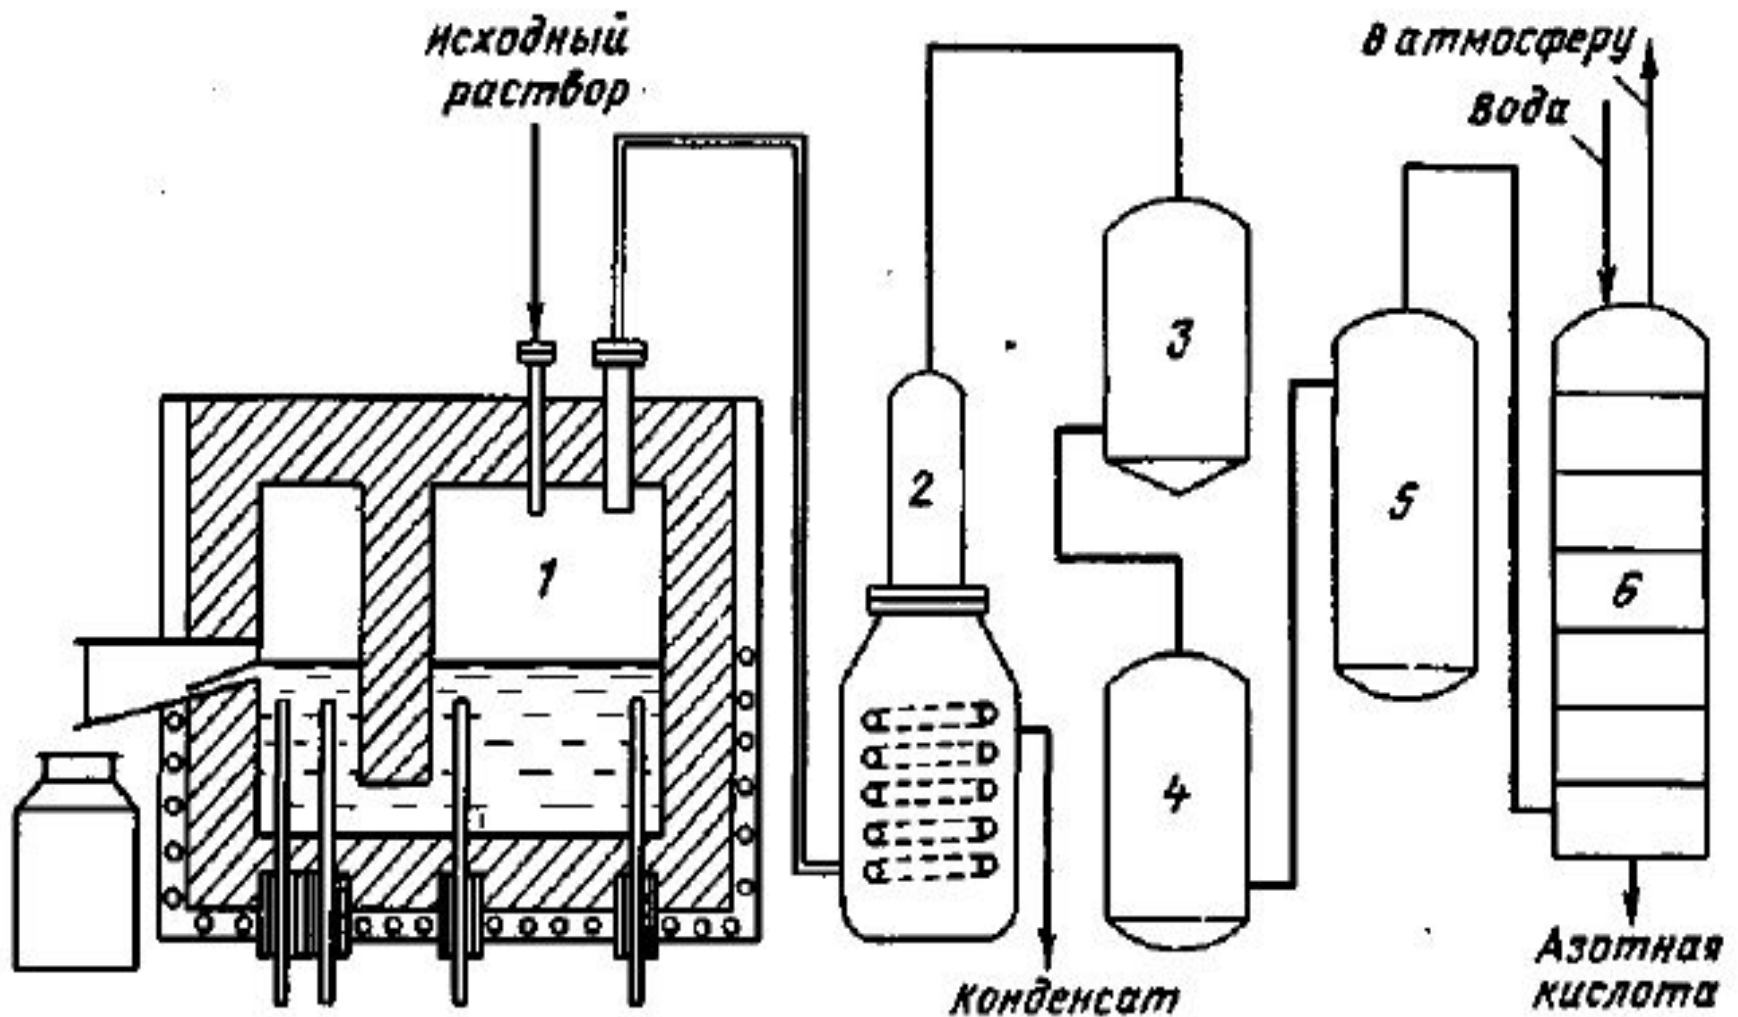 Исходный
раствор
в атмосферу
вода
1
2
3
4
5
6
конденсат
Азотная
кислота